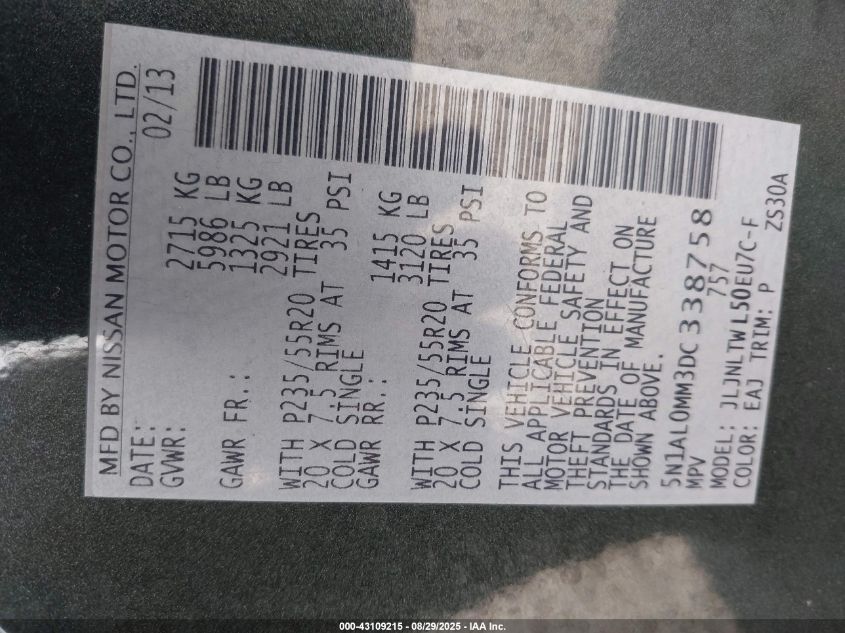 MFD BY NISSAN MOTOR CO., LTD.
DATE: 02/13
GVWR: 2715 KG
5986 LB
GAWR FR.: 1325 KG
2921 LB
WITH P235/55R20 TIRES
20 X 7.5 RIMS AT 35 PSI
COLD SINGLE
GAWR RR.: 1415 KG
3120 LB
WITH P235/55R20 TIRES
20 X 7.5 RIMS AT 35 PSI
COLD SINGLE
THIS VEHICLE CONFORMS TO
ALL APPLICABLE FEDERAL
MOTOR VEHICLE SAFETY AND
THEFT PREVENTION
STANDARDS IN EFFECT ON
THE DATE OF MANUFACTURE
SHOWN ABOVE.
5N1AL0MM3DC338758
MPV 757
MODEL: JLJNLTWL50EU7C-F
COLOR: EAJ TRIM: P ZS30A
000-43109215 - 08/29/2025 - IAA Inc.